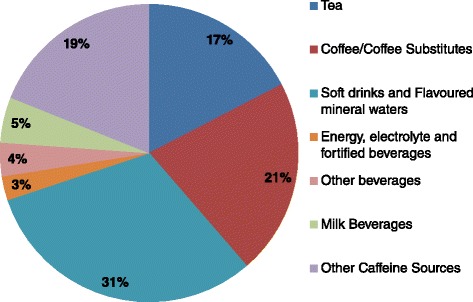 Tea
17%
19%
Coffee/Coffee Substitutes
Soft drinks and Flavoured
mineral waters
5%
Energy, electrolyte and
fortified beverages
4%
21%
Other beverages
3%
Milk Beverages
Other Caffeine Sources
31%